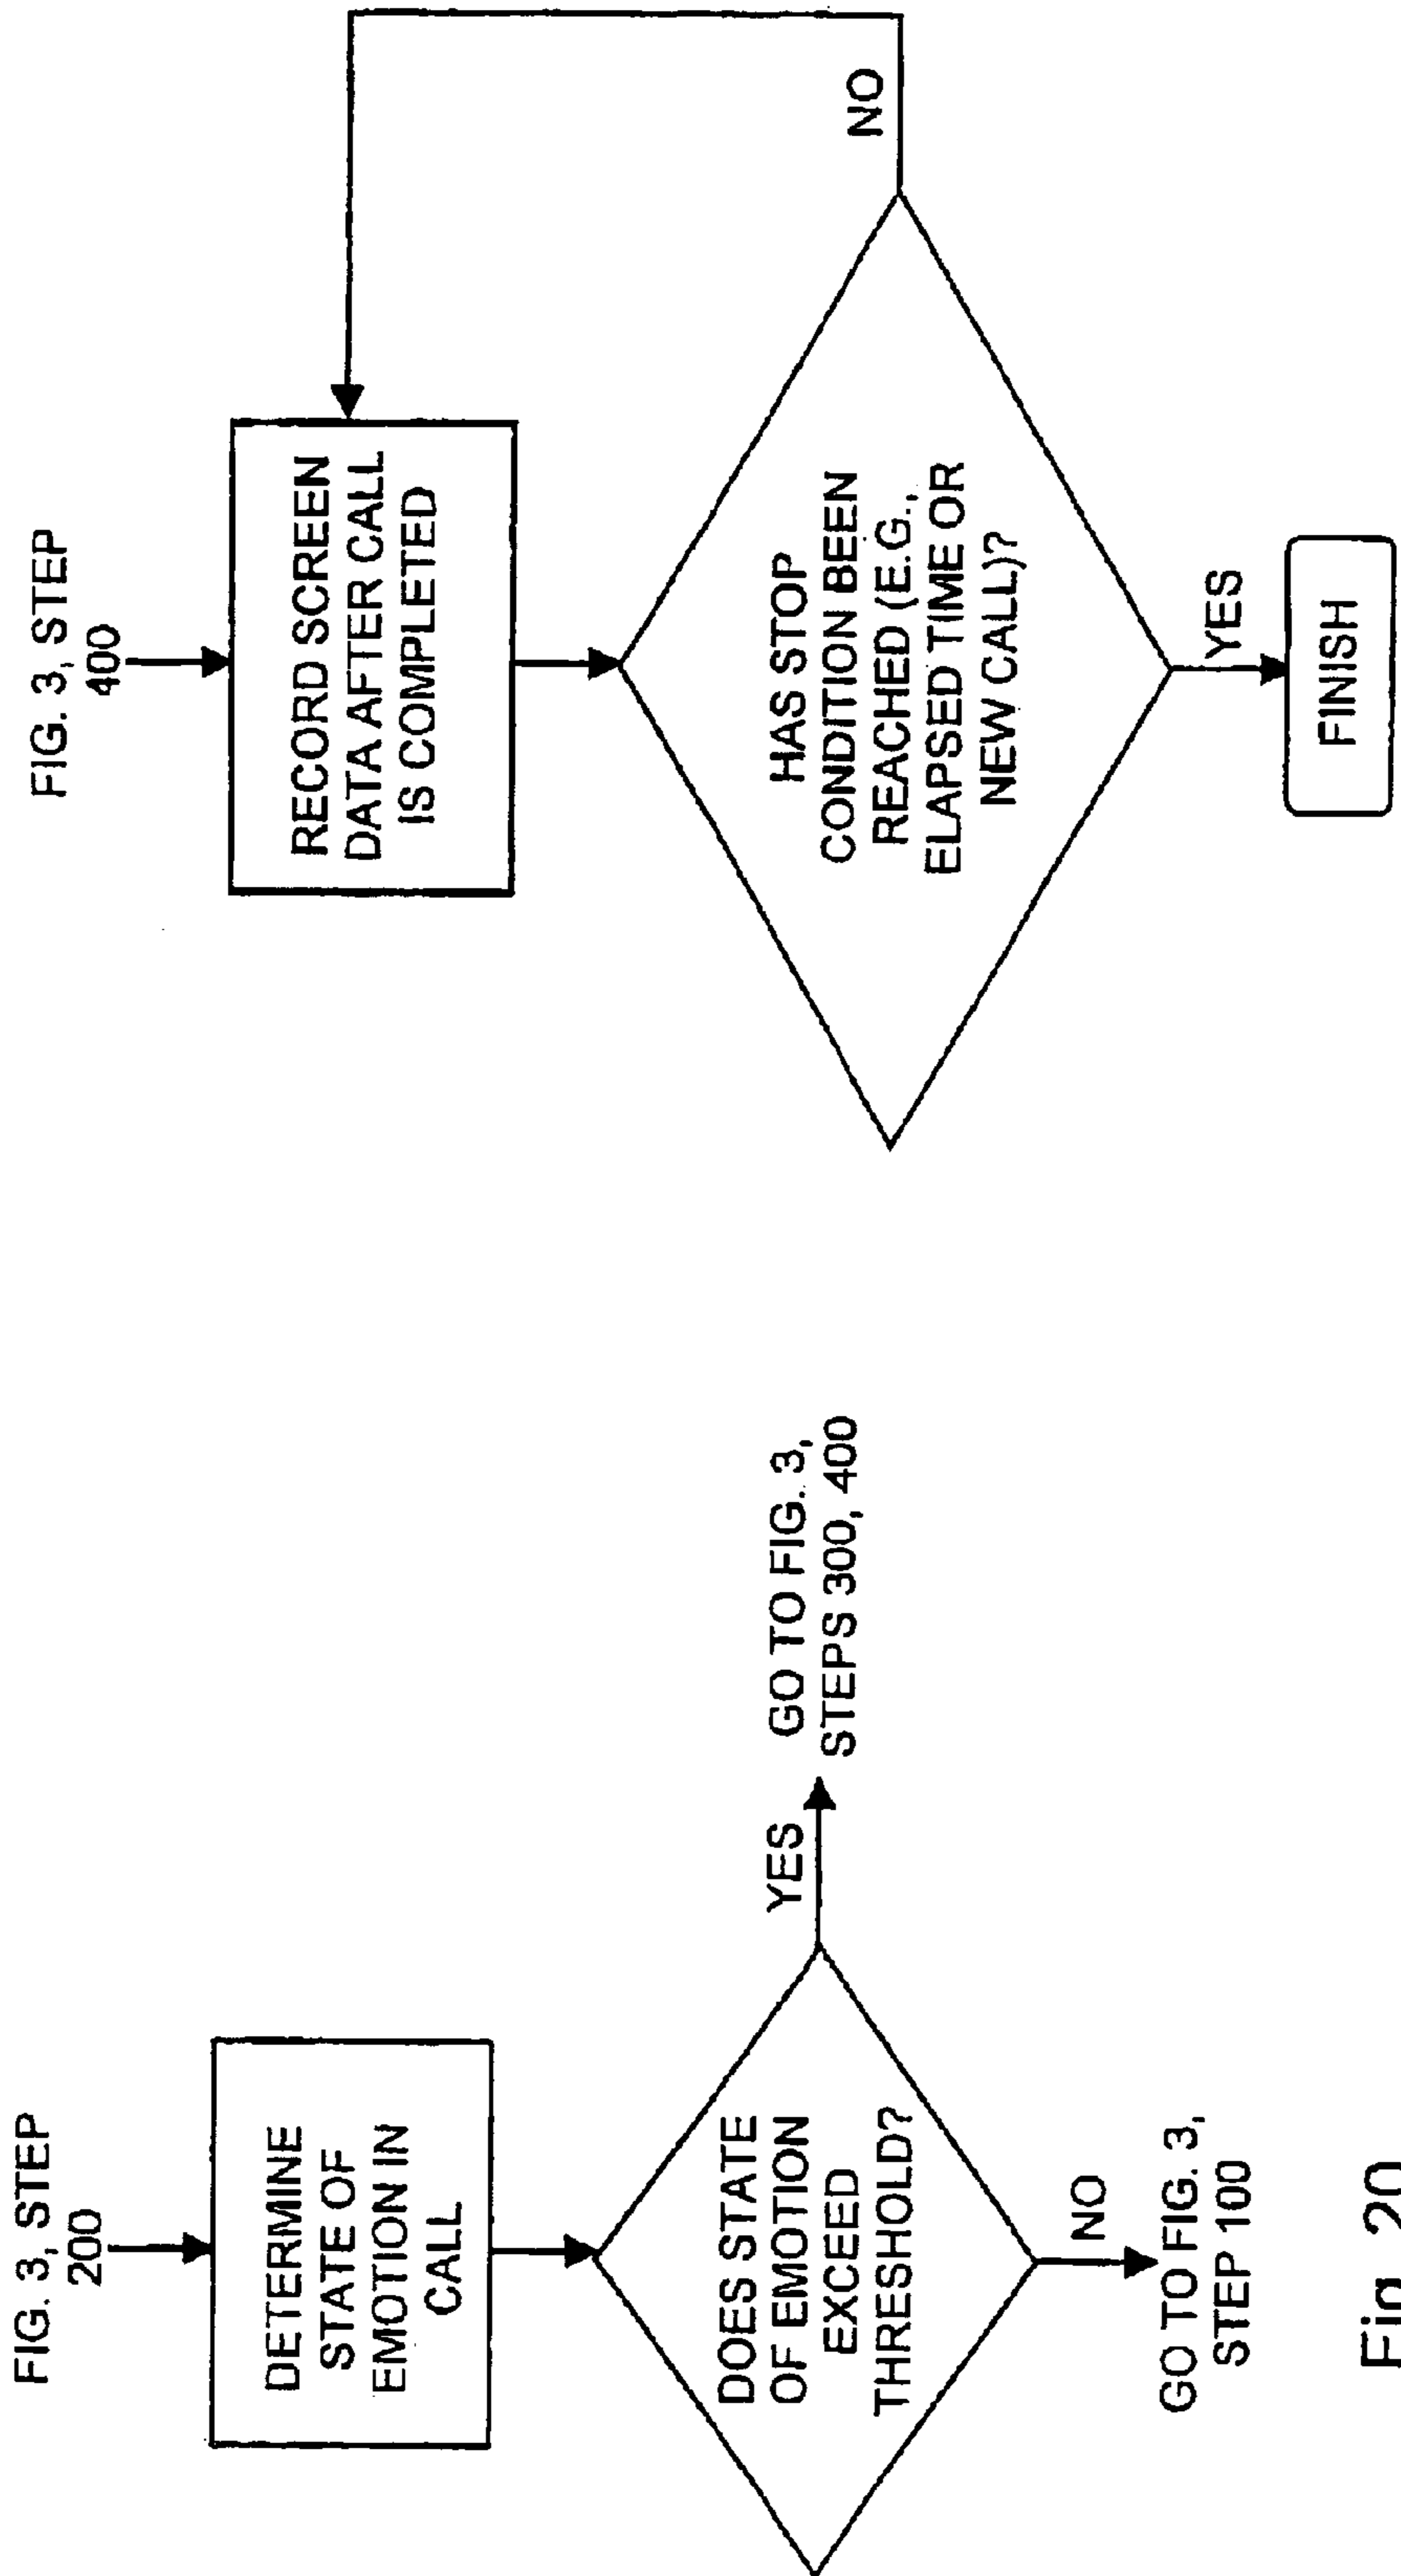 FIG. 3, STEP
200
DETERMINE
STATE OF
EMOTION IN
CALL
DOES STATE
OF EMOTION
EXCEED
THRESHOLD?
YES
GO TO FIG. 3,
STEPS 300, 400
NO
GO TO FIG. 3,
STEP 100
Fig. 20
FIG. 3, STEP
400
RECORD SCREEN
DATA AFTER CALL
IS COMPLETED
HAS STOP
CONDITION BEEN
REACHED (E.G.,
ELAPSED TIME OR
NEW CALL)?
NO
YES
FINISH